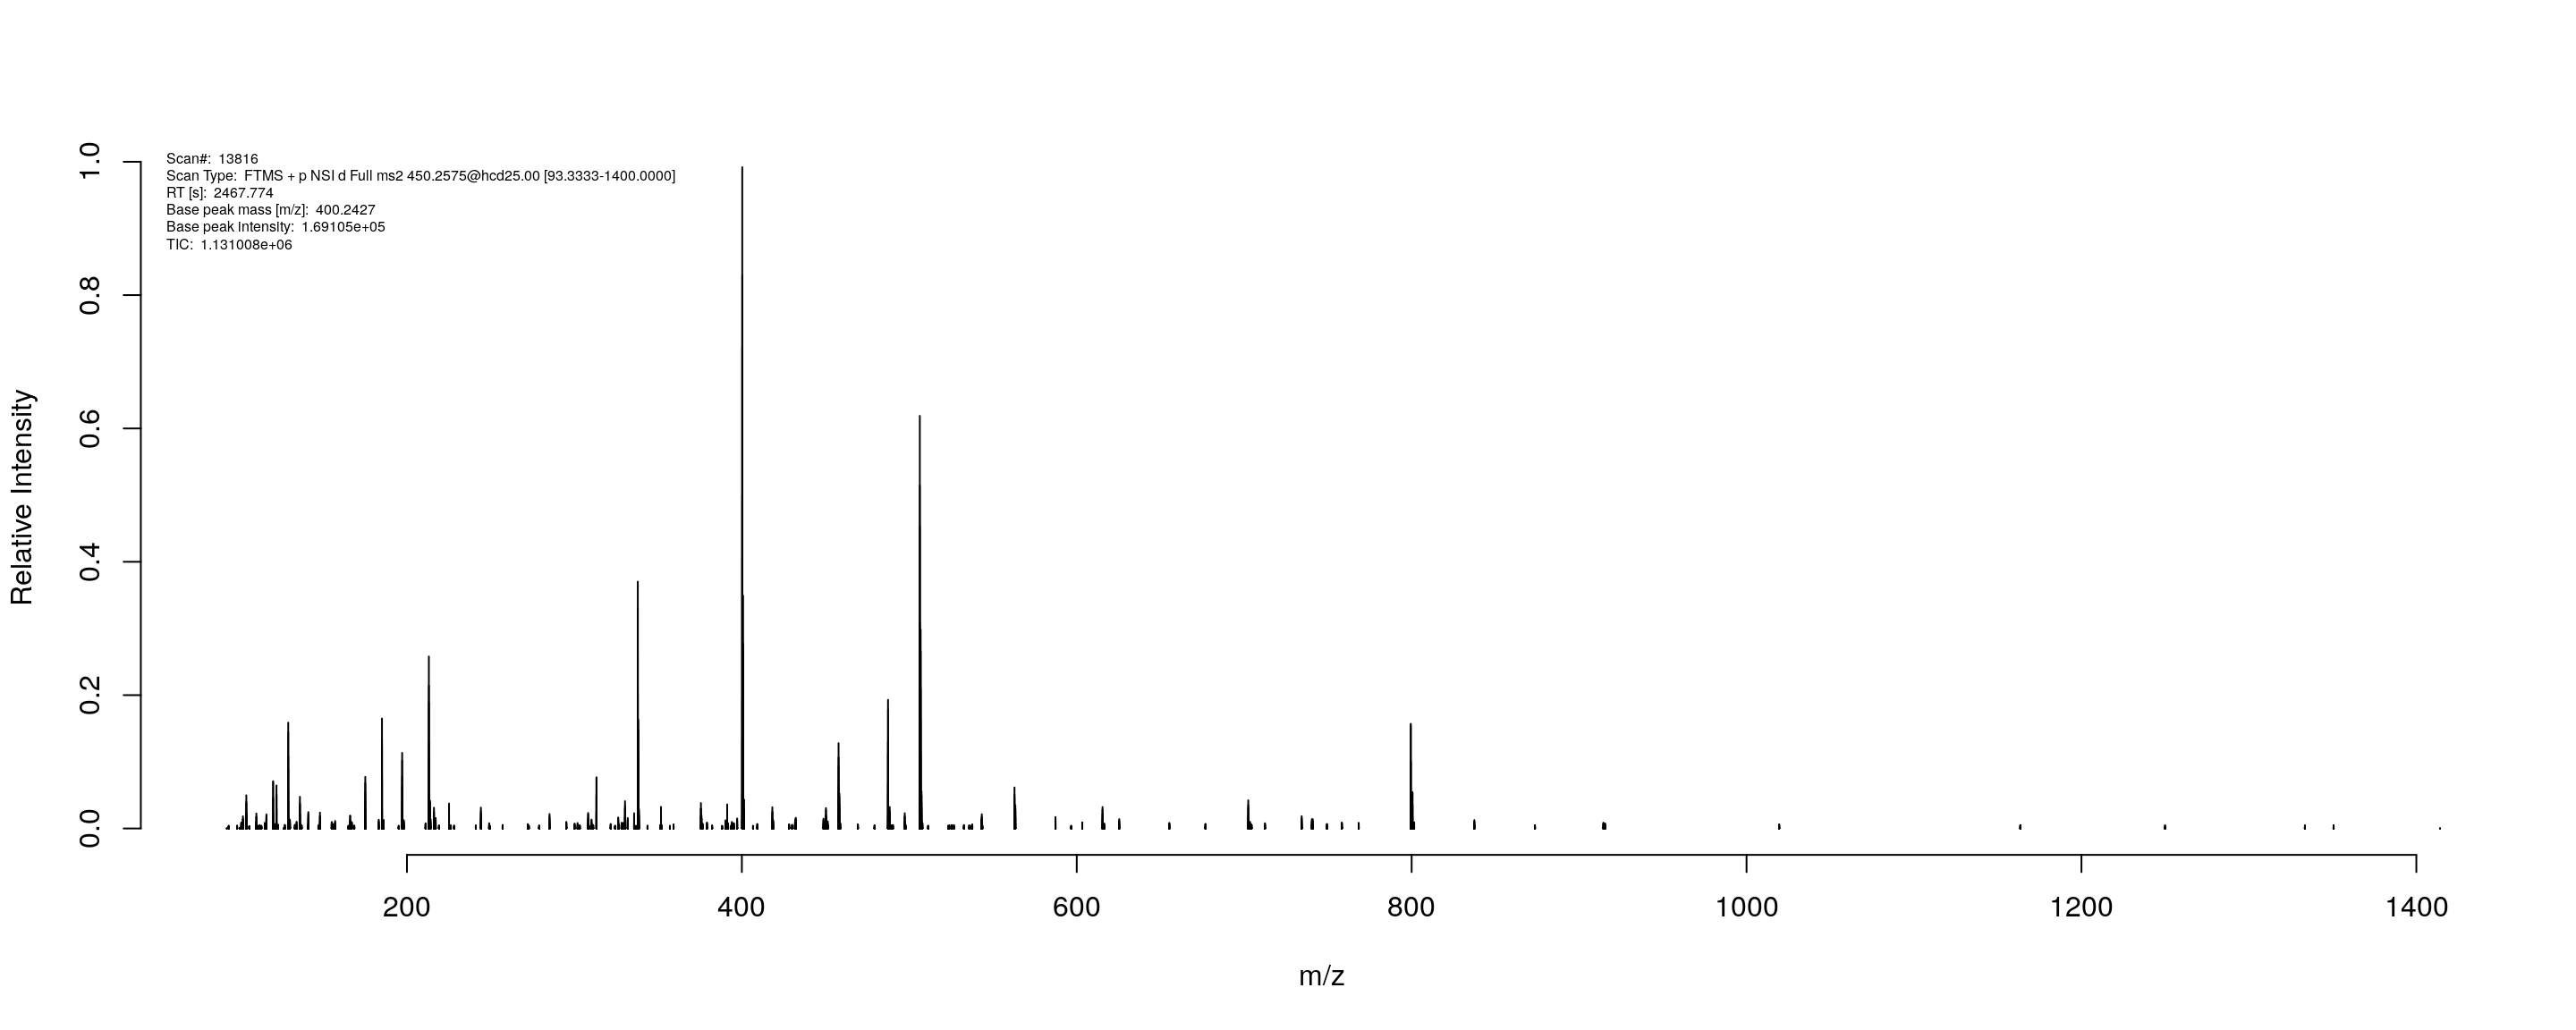 Scan#: 13816
Scan Type: FTMS + p NSI d Full ms2 450.2575@hcd25.00 [93.3333-1400.0000]
RT [s]: 2467.774
Base peak mass [m/z]: 400.2427
Base peak intensity: 1.69105e+05
TIC: 1.131008e+06
Relative Intensity
1.0
0.8
0.6
0.4
0.2
0.0
200 400 600 800 1000 1200 1400
m/z